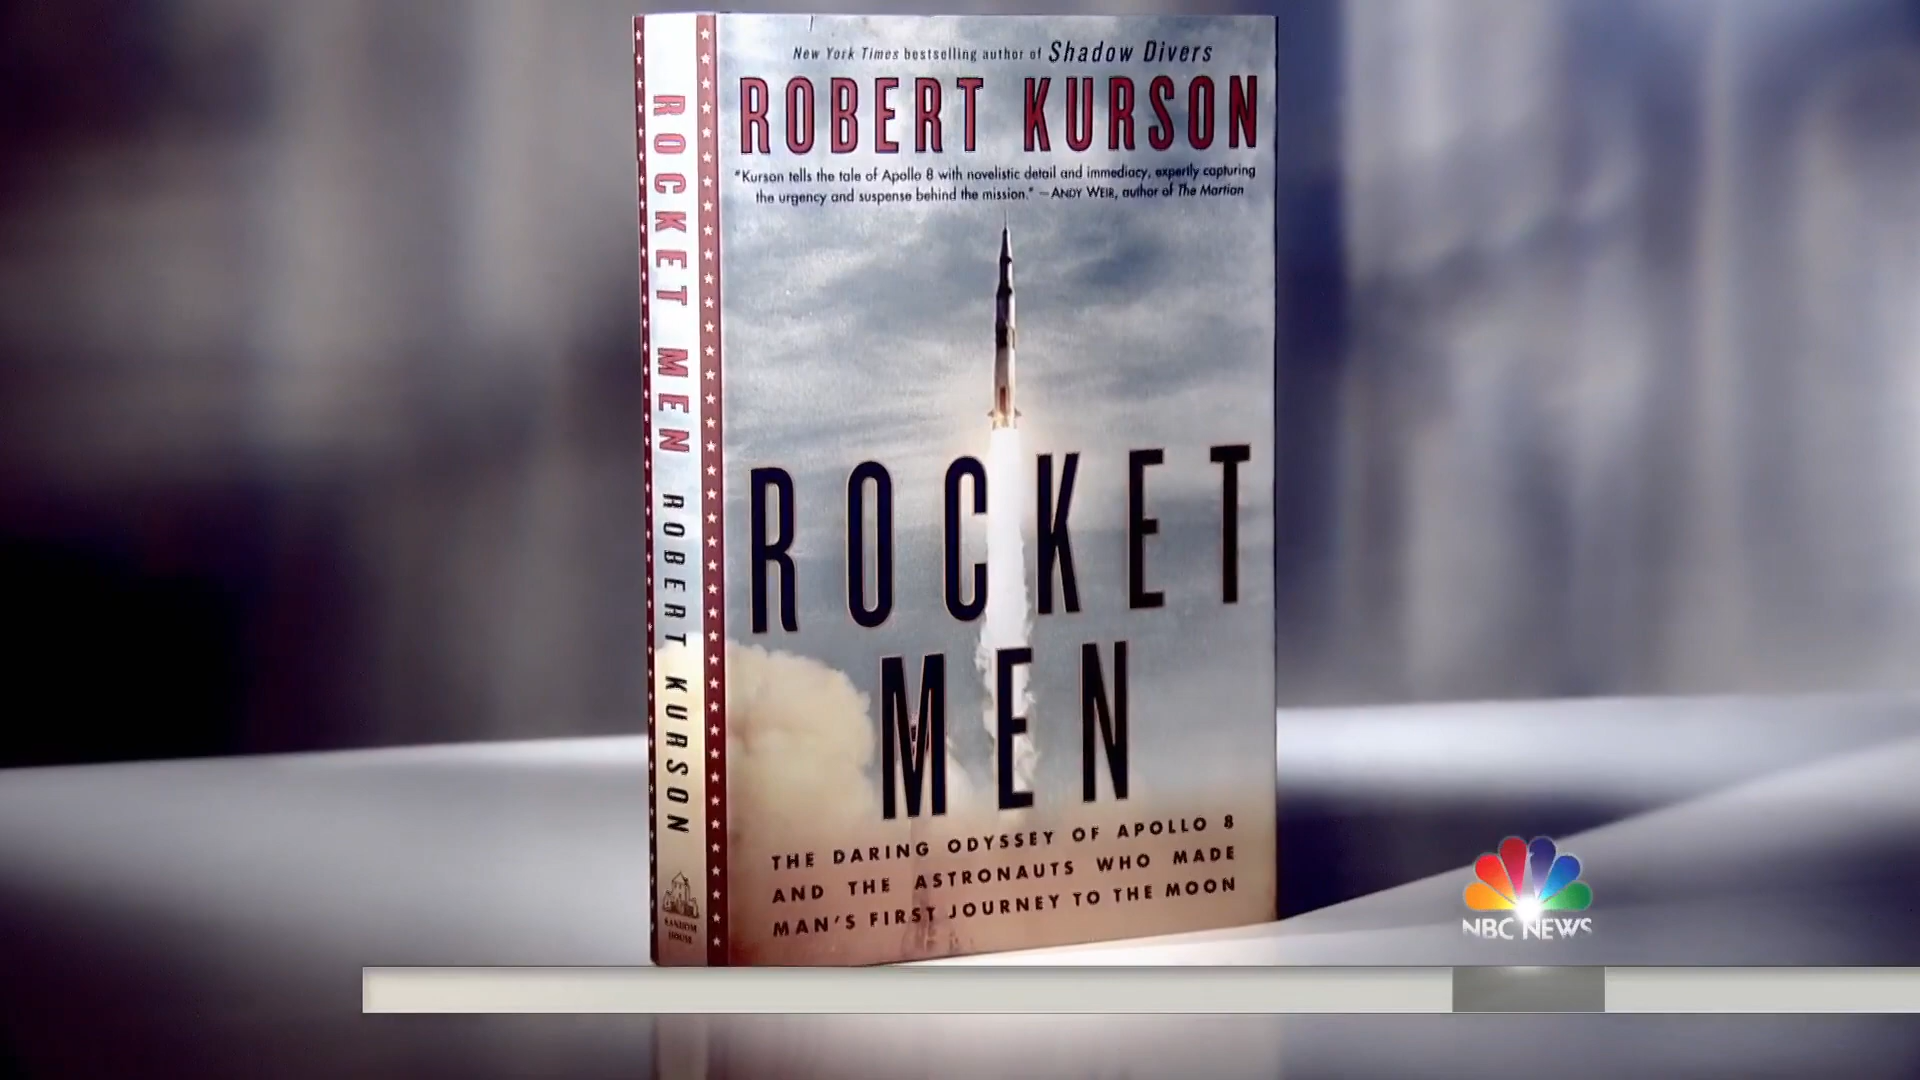 New York Times bestselling author of Shadow Divers
ROBERT KURSON
"Kurson tells the tale of Apollo 8 with novelistic detail and immediacy, expertly capturing
the urgency and suspense behind the mission." —ANDY WEIR, author of The Martian
ROCKET
MEN
THE DARING ODYSSEY OF APOLLO 8
AND THE ASTRONAUTS WHO MADE
MAN'S FIRST JOURNEY TO THE MOON
ROCKET MEN ROBERT KURSON
RANDOM
HOUSE
NBC NEWS